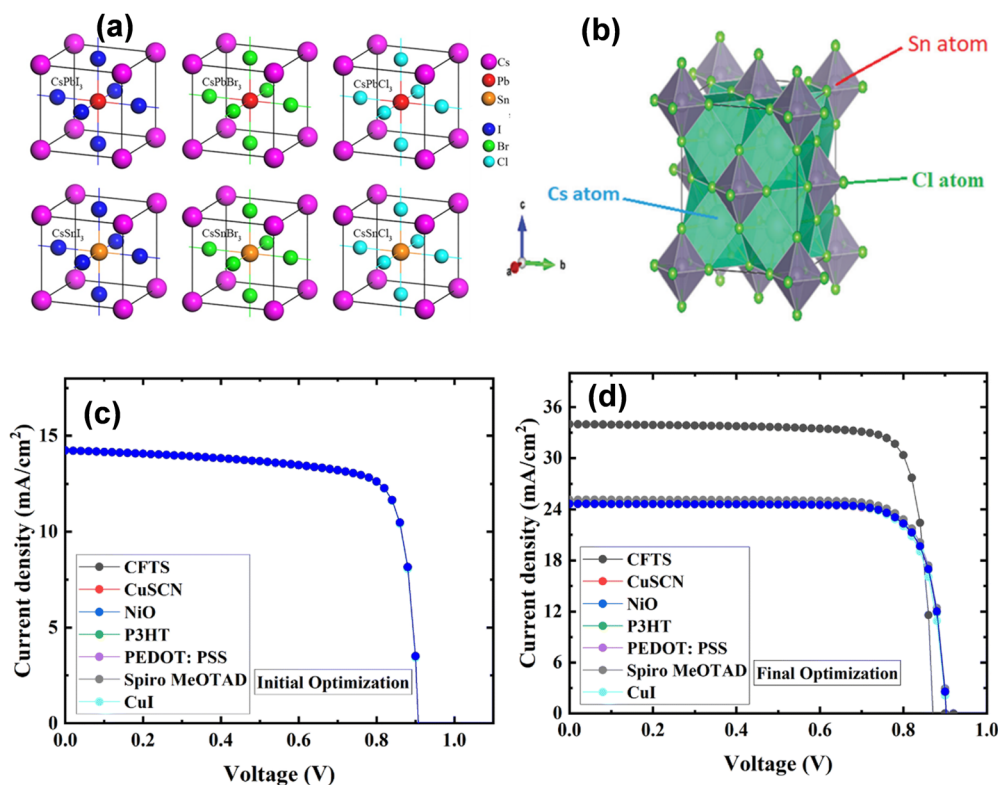 (a)
CsPbI₃
CsPbBr₃
CsPbCl₃
Cs
Pb
Sn
I
Br
Cl
CsSnI₃
CsSnBr₃
CsSnCl₃
(b)
Sn atom
Cs atom
Cl atom
c
a
b
(c)
Current density (mA/cm²)
15
10
5
0
CFTS
CuSCN
NiO
P3HT
PEDOT: PSS
Spiro MeOTAD
CuI
Initial Optimization
0.0 0.2 0.4 0.6 0.8 1.0
Voltage (V)
(d)
Current density (mA/cm²)
36
30
24
18
12
6
0
CFTS
CuSCN
NiO
P3HT
PEDOT: PSS
Spiro MeOTAD
CuI
Final Optimization
0.0 0.2 0.4 0.6 0.8 1.0
Voltage (V)